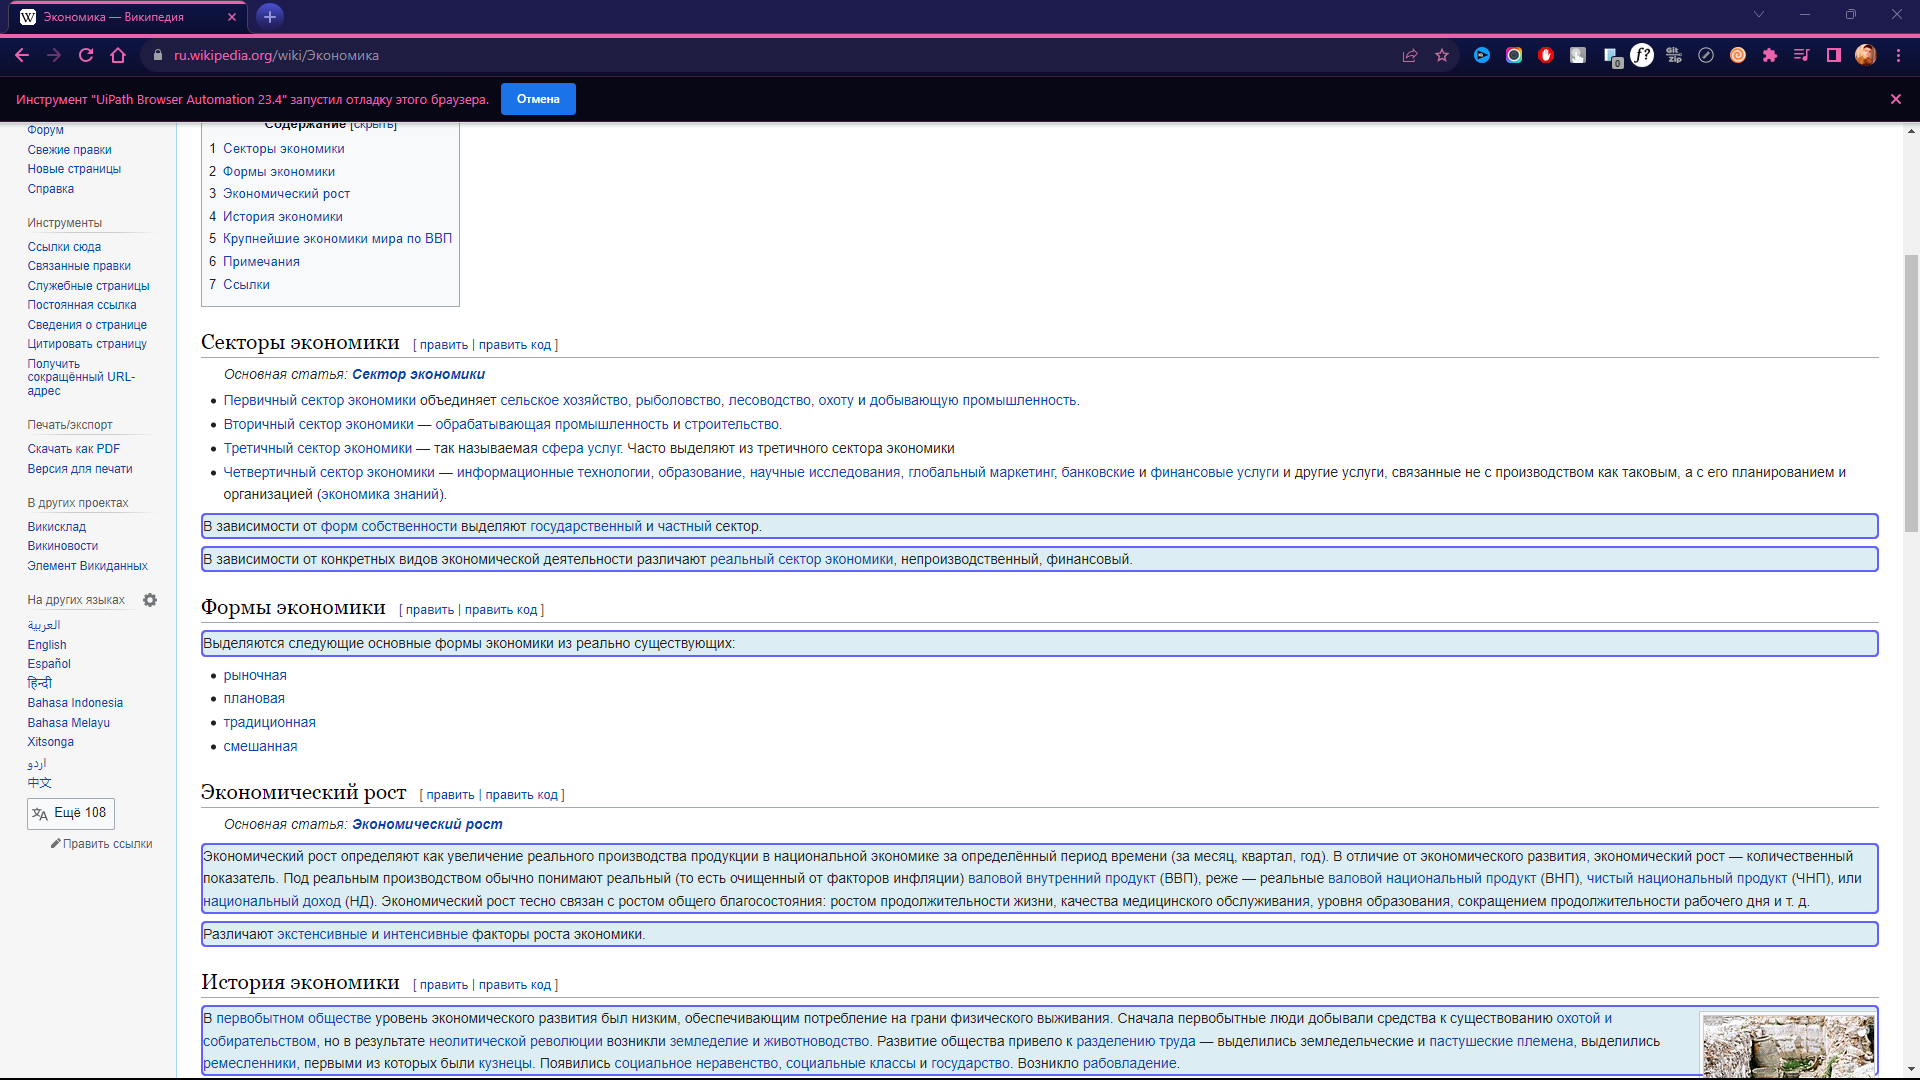 Экономика — Википедия
ru.wikipedia.org/wiki/Экономика
0
f?
Git Zip
Инструмент "UiPath Browser Automation 23.4" запустил отладку этого браузера.
Отмена
Форум
Свежие правки
Новые страницы
Справка
Инструменты
Ссылки сюда
Связанные правки
Служебные страницы
Постоянная ссылка
Сведения о странице
Цитировать страницу
Получить
сокращённый URL-
адрес
Печать/экспорт
Скачать как PDF
Версия для печати
В других проектах
Викисклад
Викиновости
Элемент Викиданных
На других языках
العربية
English
Español
हिन्दी
Bahasa Indonesia
Bahasa Melayu
Xitsonga
اردو
中文
Ещё 108
Править ссылки
Содержание [скрыть]
1 Секторы экономики
2 Формы экономики
3 Экономический рост
4 История экономики
5 Крупнейшие экономики мира по ВВП
6 Примечания
7 Ссылки
Секторы экономики [ править | править код ]
Основная статья: Сектор экономики
• Первичный сектор экономики объединяет сельское хозяйство, рыболовство, лесоводство, охоту и добывающую промышленность.
• Вторичный сектор экономики — обрабатывающая промышленность и строительство.
• Третичный сектор экономики — так называемая сфера услуг. Часто выделяют из третичного сектора экономики
• Четвертичный сектор экономики — информационные технологии, образование, научные исследования, глобальный маркетинг, банковские и финансовые услуги и другие услуги, связанные не с производством как таковым, а с его планированием и
организацией (экономика знаний).
В зависимости от форм собственности выделяют государственный и частный сектор.
В зависимости от конкретных видов экономической деятельности различают реальный сектор экономики, непроизводственный, финансовый.
Формы экономики [ править | править код ]
Выделяются следующие основные формы экономики из реально существующих:
• рыночная
• плановая
• традиционная
• смешанная
Экономический рост [ править | править код ]
Основная статья: Экономический рост
Экономический рост определяют как увеличение реального производства продукции в национальной экономике за определённый период времени (за месяц, квартал, год). В отличие от экономического развития, экономический рост — количественный
показатель. Под реальным производством обычно понимают реальный (то есть очищенный от факторов инфляции) валовой внутренний продукт (ВВП), реже — реальные валовой национальный продукт (ВНП), чистый национальный продукт (ЧНП), или
национальный доход (НД). Экономический рост тесно связан с ростом общего благосостояния: ростом продолжительности жизни, качества медицинского обслуживания, уровня образования, сокращением продолжительности рабочего дня и т. д.
Различают экстенсивные и интенсивные факторы роста экономики.
История экономики [ править | править код ]
В первобытном обществе уровень экономического развития был низким, обеспечивающим потребление на грани физического выживания. Сначала первобытные люди добывали средства к существованию охотой и
собирательством, но в результате неолитической революции возникли земледелие и животноводство. Развитие общества привело к разделению труда — выделились земледельческие и пастушеские племена, выделились
ремесленники, первыми из которых были кузнецы. Появились социальное неравенство, социальные классы и государство. Возникло рабовладение.